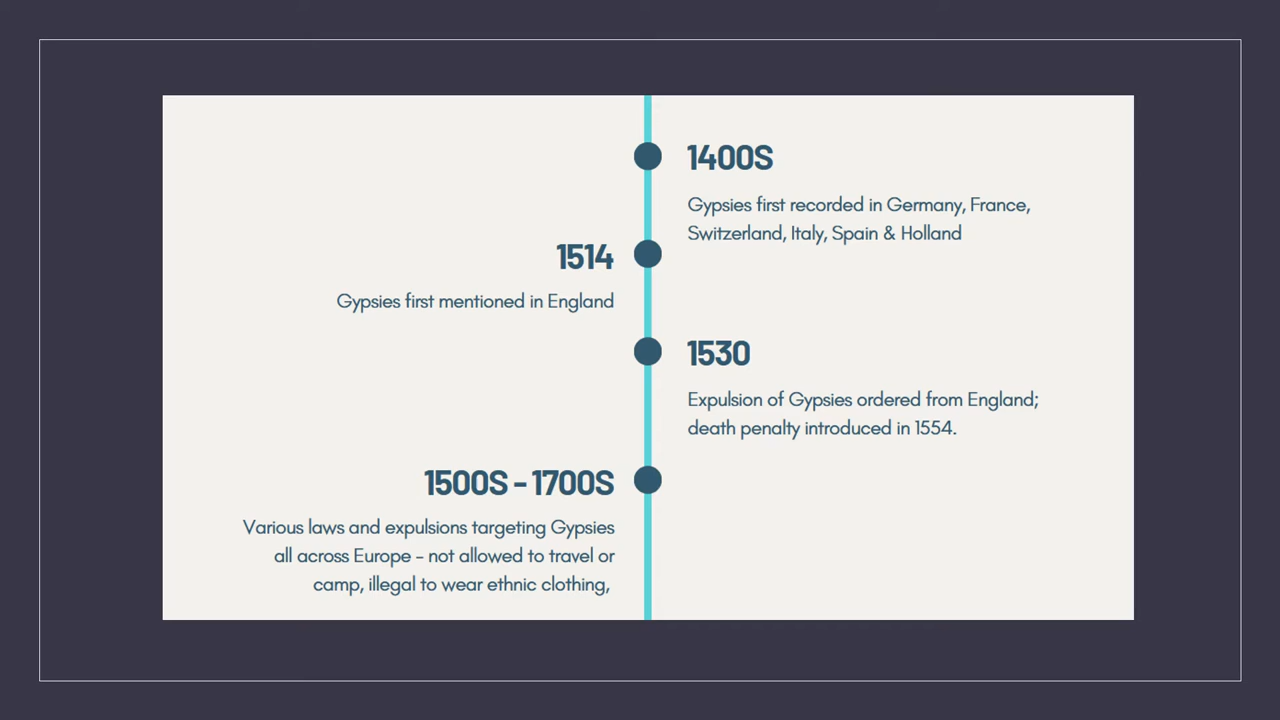 1400S
Gypsies first recorded in Germany, France,
Switzerland, Italy, Spain & Holland
1514
Gypsies first mentioned in England
1530
Expulsion of Gypsies ordered from England;
death penalty introduced in 1554.
1500S - 1700S
Various laws and expulsions targeting Gypsies
all across Europe - not allowed to travel or
camp, illegal to wear ethnic clothing,